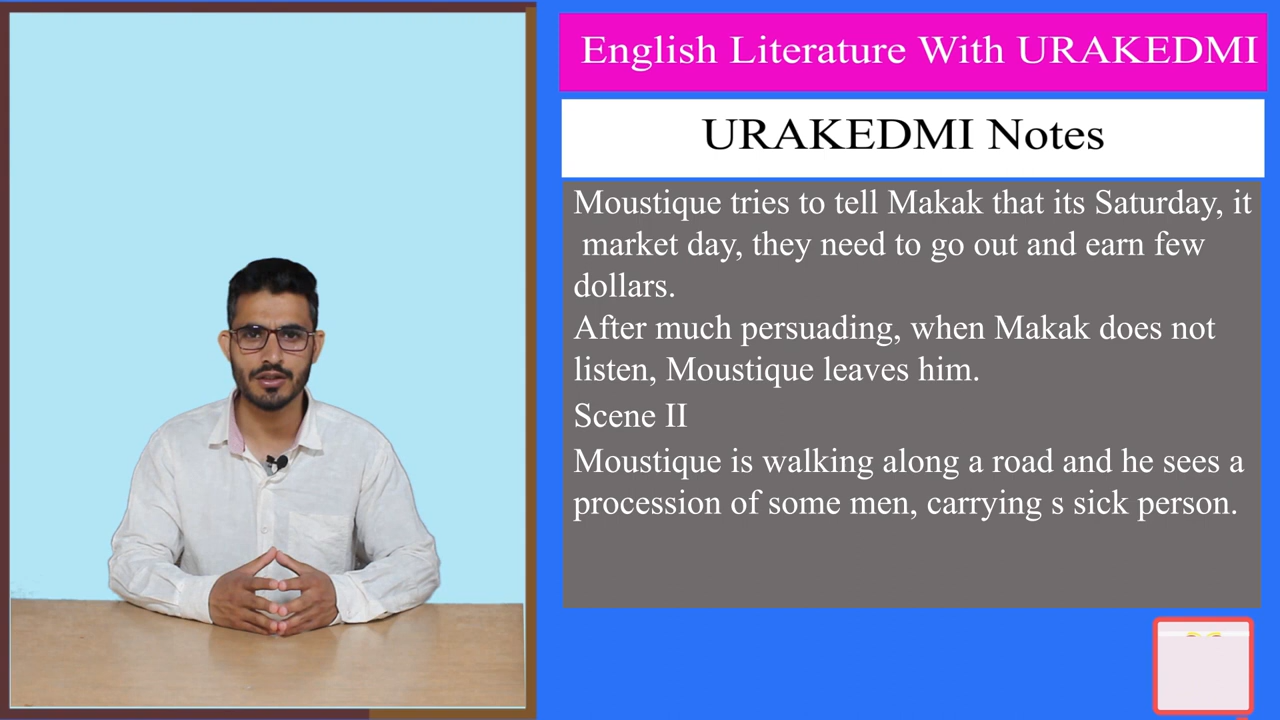 English Literature With URAKEDMI
URAKEDMI Notes
Moustique tries to tell Makak that its Saturday, it
market day, they need to go out and earn few
dollars.
After much persuading, when Makak does not
listen, Moustique leaves him.
Scene II
Moustique is walking along a road and he sees a
procession of some men, carrying s sick person.